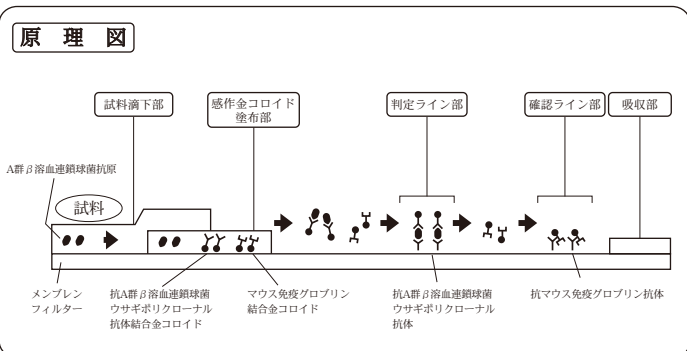 原理図
試料滴下部
感作金コロイド
塗布部
判定ライン部
確認ライン部
吸収部
A群β溶血連鎖球菌抗原
試料
メンブレン
フィルター
抗A群β溶血連鎖球菌
ウサギポリクローナル
抗体結合金コロイド
マウス免疫グロブリン
結合金コロイド
抗A群β溶血連鎖球菌
ウサギポリクローナル
抗体
抗マウス免疫グロブリン抗体